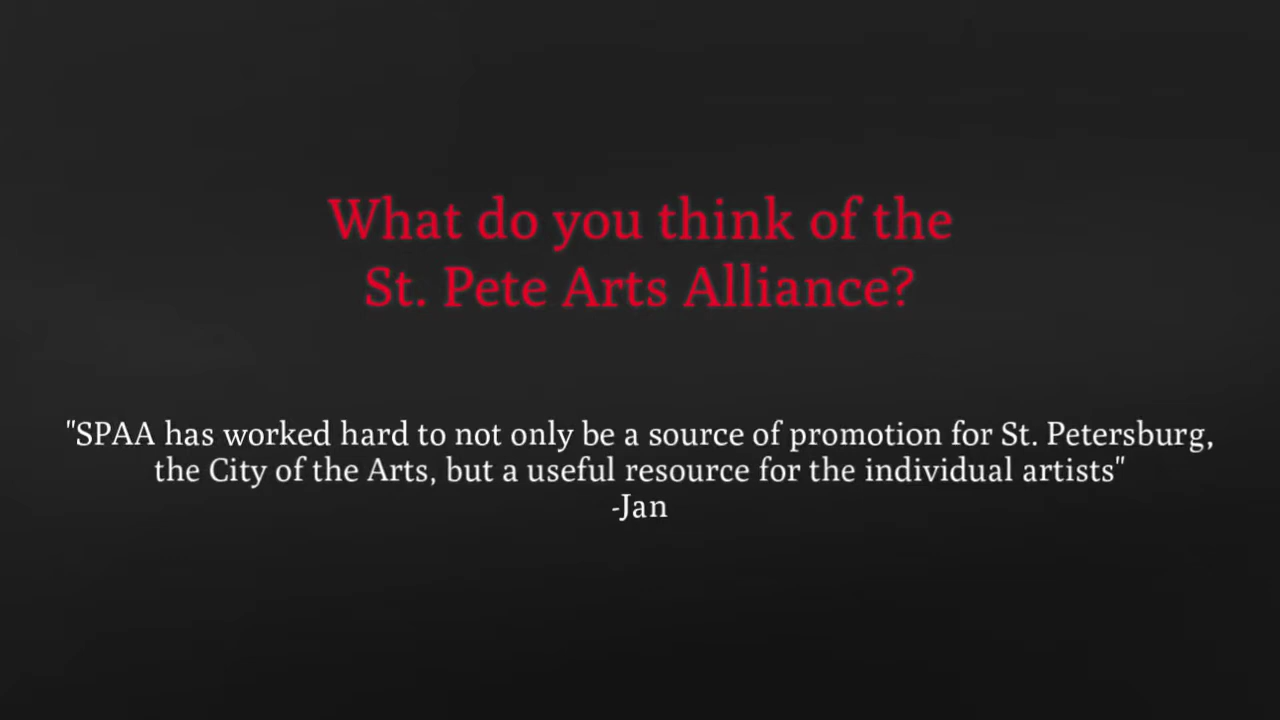 What do you think of the
St. Pete Arts Alliance?
"SPAA has worked hard to not only be a source of promotion for St. Petersburg,
the City of the Arts, but a useful resource for the individual artists"
-Jan